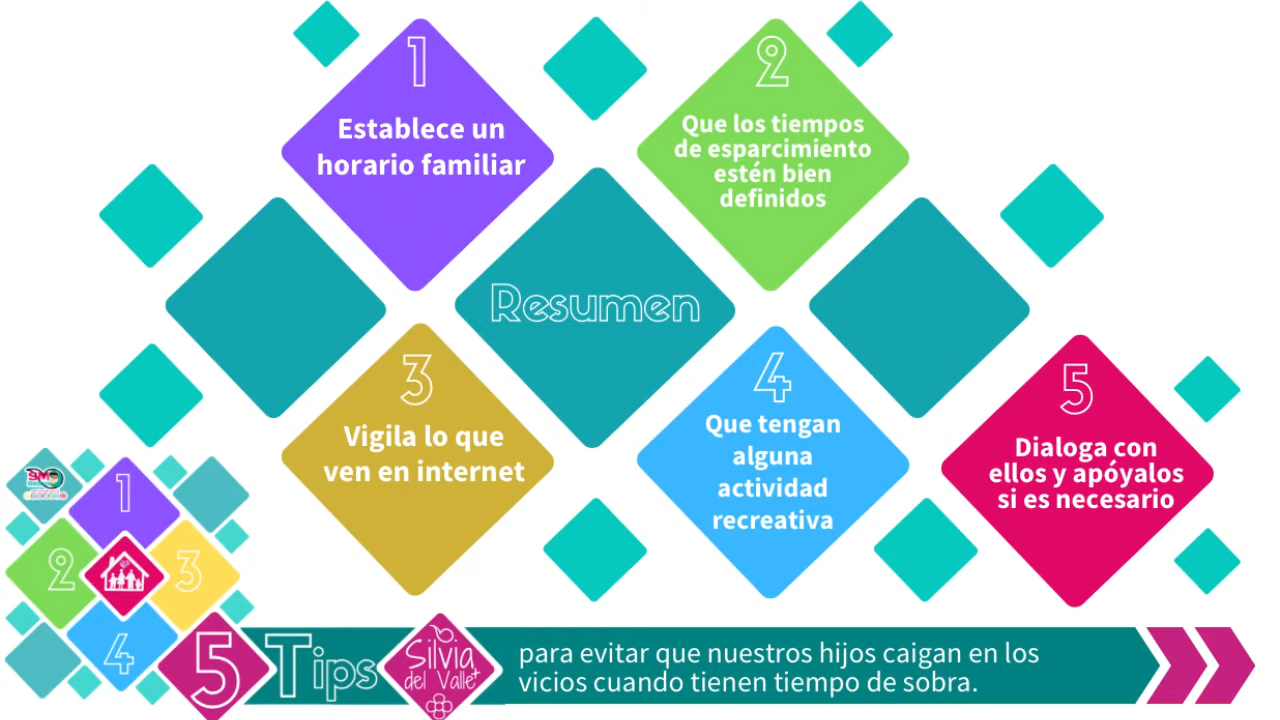 1
Establece un
horario familiar
2
Que los tiempos
de esparcimiento
estén bien
definidos
Resumen
3
Vigila lo que
ven en internet
4
Que tengan
alguna
actividad
recreativa
5
Dialoga con
ellos y apóyalos
si es necesario
1
2
3
4
5 Tips
Silvia
del Valle
para evitar que nuestros hijos caigan en los
vicios cuando tienen tiempo de sobra.